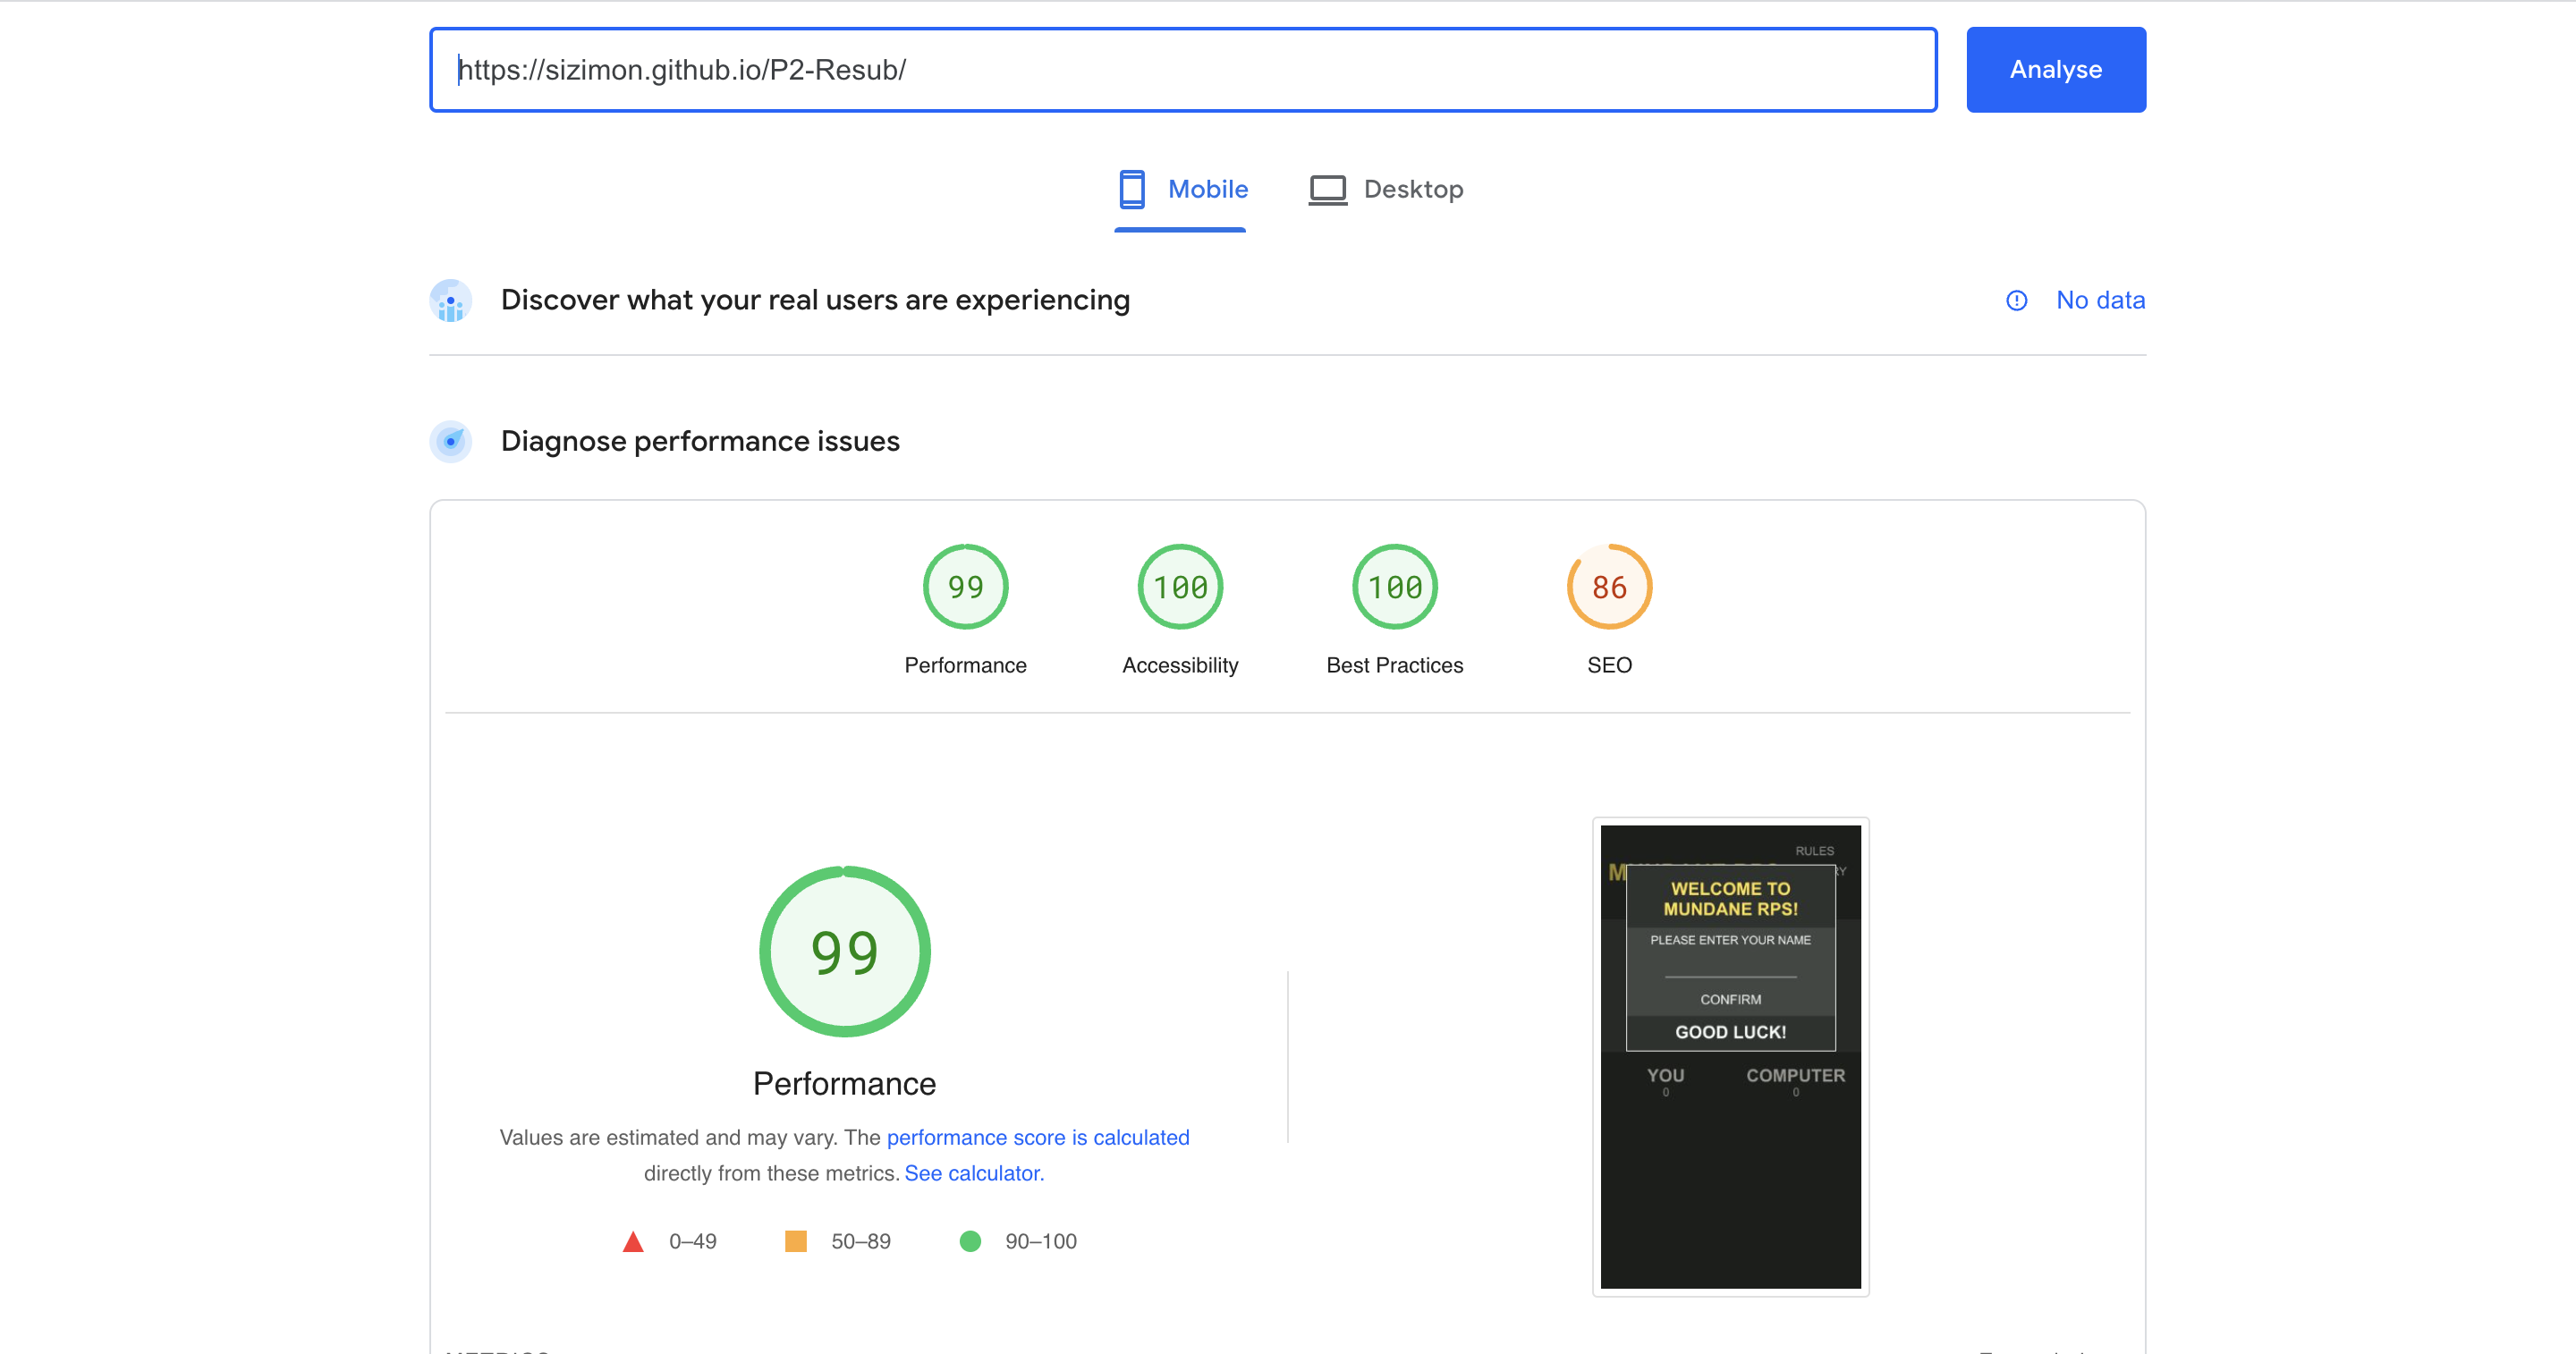 https://sizimon.github.io/P2-Resub/
Analyse
Mobile
Desktop
Discover what your real users are experiencing
No data
Diagnose performance issues
99
100
100
86
Performance
Accessibility
Best Practices
SEO
99
Performance
Values are estimated and may vary. The performance score is calculated
directly from these metrics. See calculator.
0–49
50–89
90–100
RULES
WELCOME TO
MUNDANE RPS!
PLEASE ENTER YOUR NAME
CONFIRM
GOOD LUCK!
YOU
COMPUTER
0
0